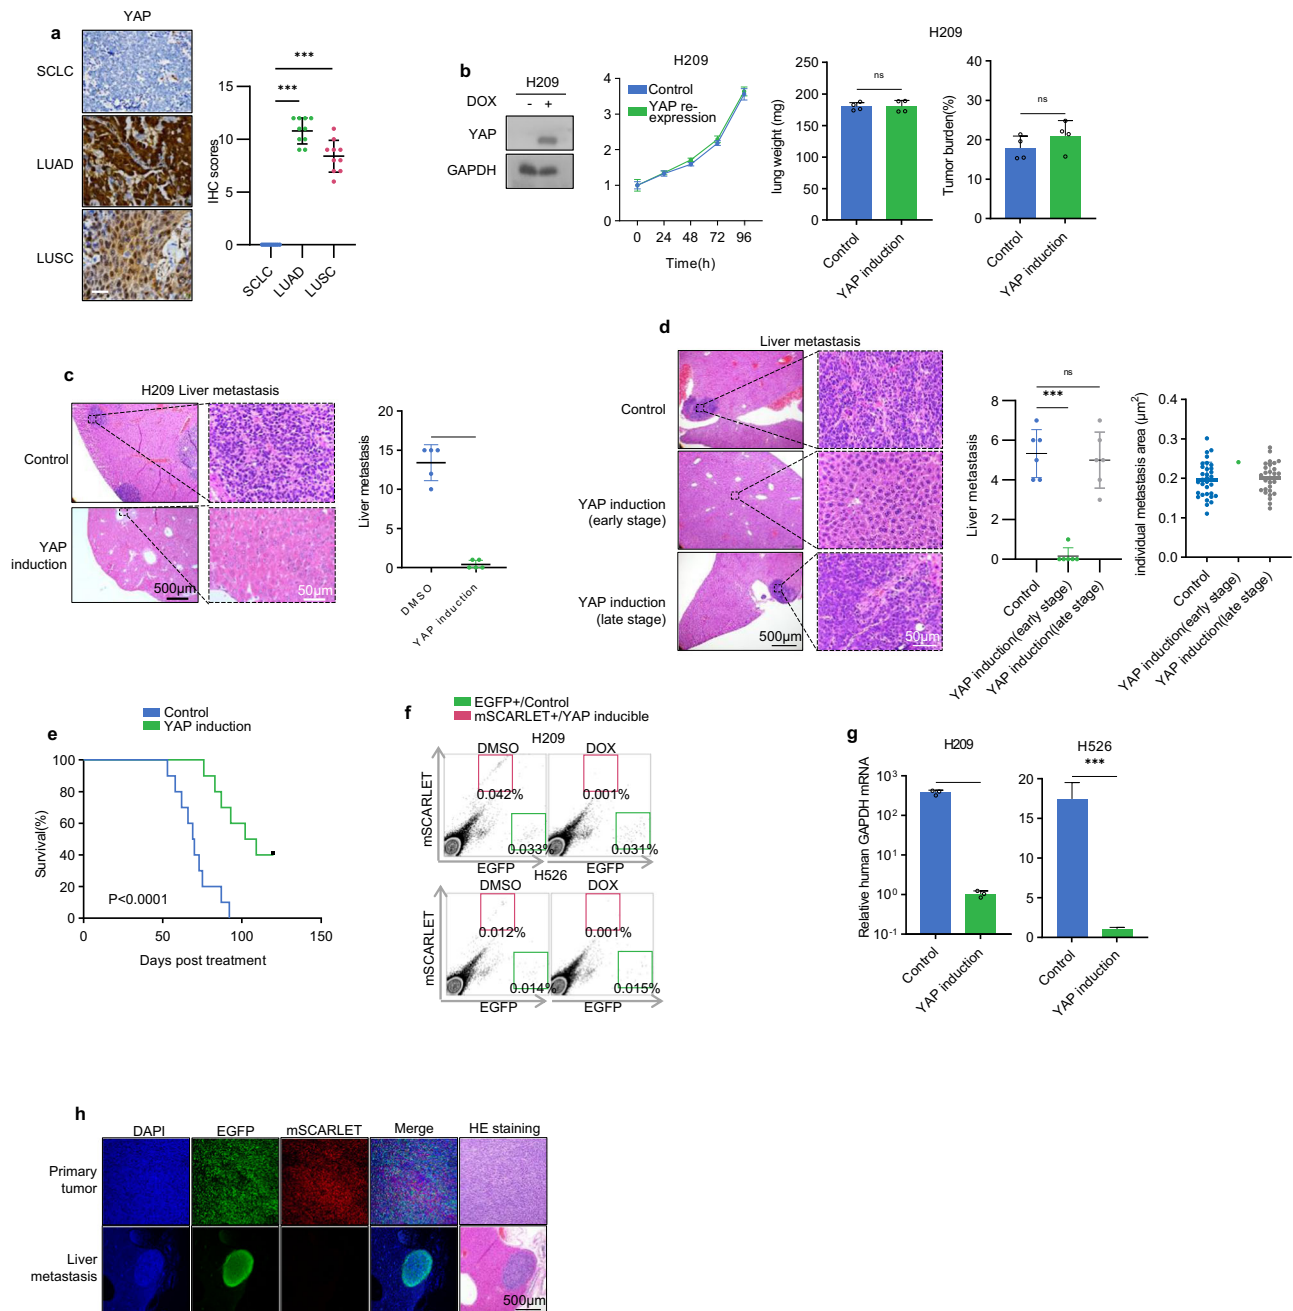 a
YAP
SCLC
LUAD
LUSC
***
***
15
10
5
0
IHC scores
SCLC
LUAD
LUSC
b
H209
DOX
- +
YAP
GAPDH
H209
Control
YAP re-
expression
4
3
2
1
0
0 24 48 72 96
Time(h)
H209
ns
250
200
150
100
50
0
lung weight (mg)
Control
YAP induction
ns
40
30
20
10
0
Tumor burden(%)
Control
YAP induction
c
H209 Liver metastasis
Control
YAP
induction
500μm
50μm
20
15
10
5
0
Liver metastasis
DMSO
YAP induction
d
Liver metastasis
Control
YAP induction
(early stage)
YAP induction
(late stage)
500μm
50μm
ns
***
8
6
4
2
0
Liver metastasis
Control
YAP induction(early stage)
YAP induction(late stage)
0.4
0.3
0.2
0.1
0.0
individual metastasis area (μm²)
Control
YAP induction(early stage)
YAP induction(late stage)
e
Control
YAP induction
100
80
60
40
20
0
Survival(%)
P<0.0001
0 50 100 150
Days post treatment
f
EGFP+/Control
mSCARLET+/YAP inducible
H209
DMSO
DOX
mSCARLET
0.042%
0.001%
0.033%
0.031%
EGFP
EGFP
H526
DMSO
DOX
mSCARLET
0.012%
0.001%
0.014%
0.015%
EGFP
EGFP
g
H209
10³
10²
10¹
10⁰
10⁻¹
Relative human GAPDH mRNA
Control
YAP induction
H526
***
20
15
10
5
0
Control
YAP induction
h
DAPI EGFP mSCARLET Merge HE staining
Primary
tumor
Liver
metastasis
500μm